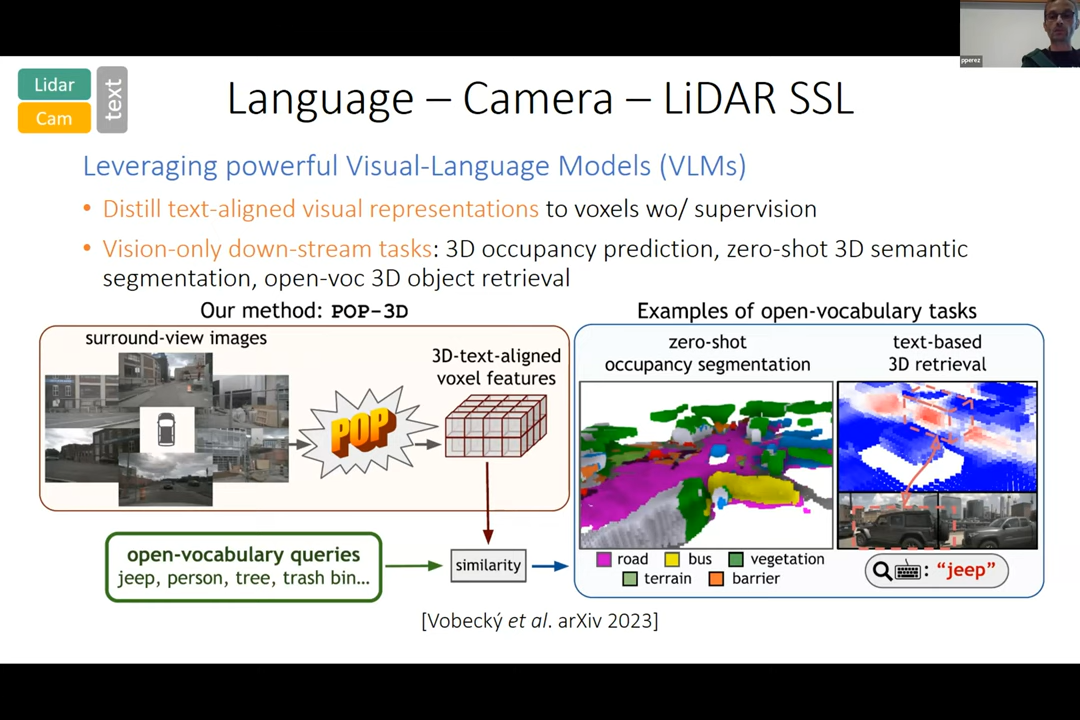 pperez
Lidar
Cam
text
Language – Camera – LiDAR SSL
Leveraging powerful Visual-Language Models (VLMs)
• Distill text-aligned visual representations to voxels wo/ supervision
• Vision-only down-stream tasks: 3D occupancy prediction, zero-shot 3D semantic
segmentation, open-voc 3D object retrieval
Our method: POP-3D
surround-view images
3D-text-aligned
voxel features
POP
open-vocabulary queries
jeep, person, tree, trash bin...
similarity
Examples of open-vocabulary tasks
zero-shot
occupancy segmentation
text-based
3D retrieval
road bus vegetation
terrain barrier
: “jeep”
[Vobecký et al. arXiv 2023]